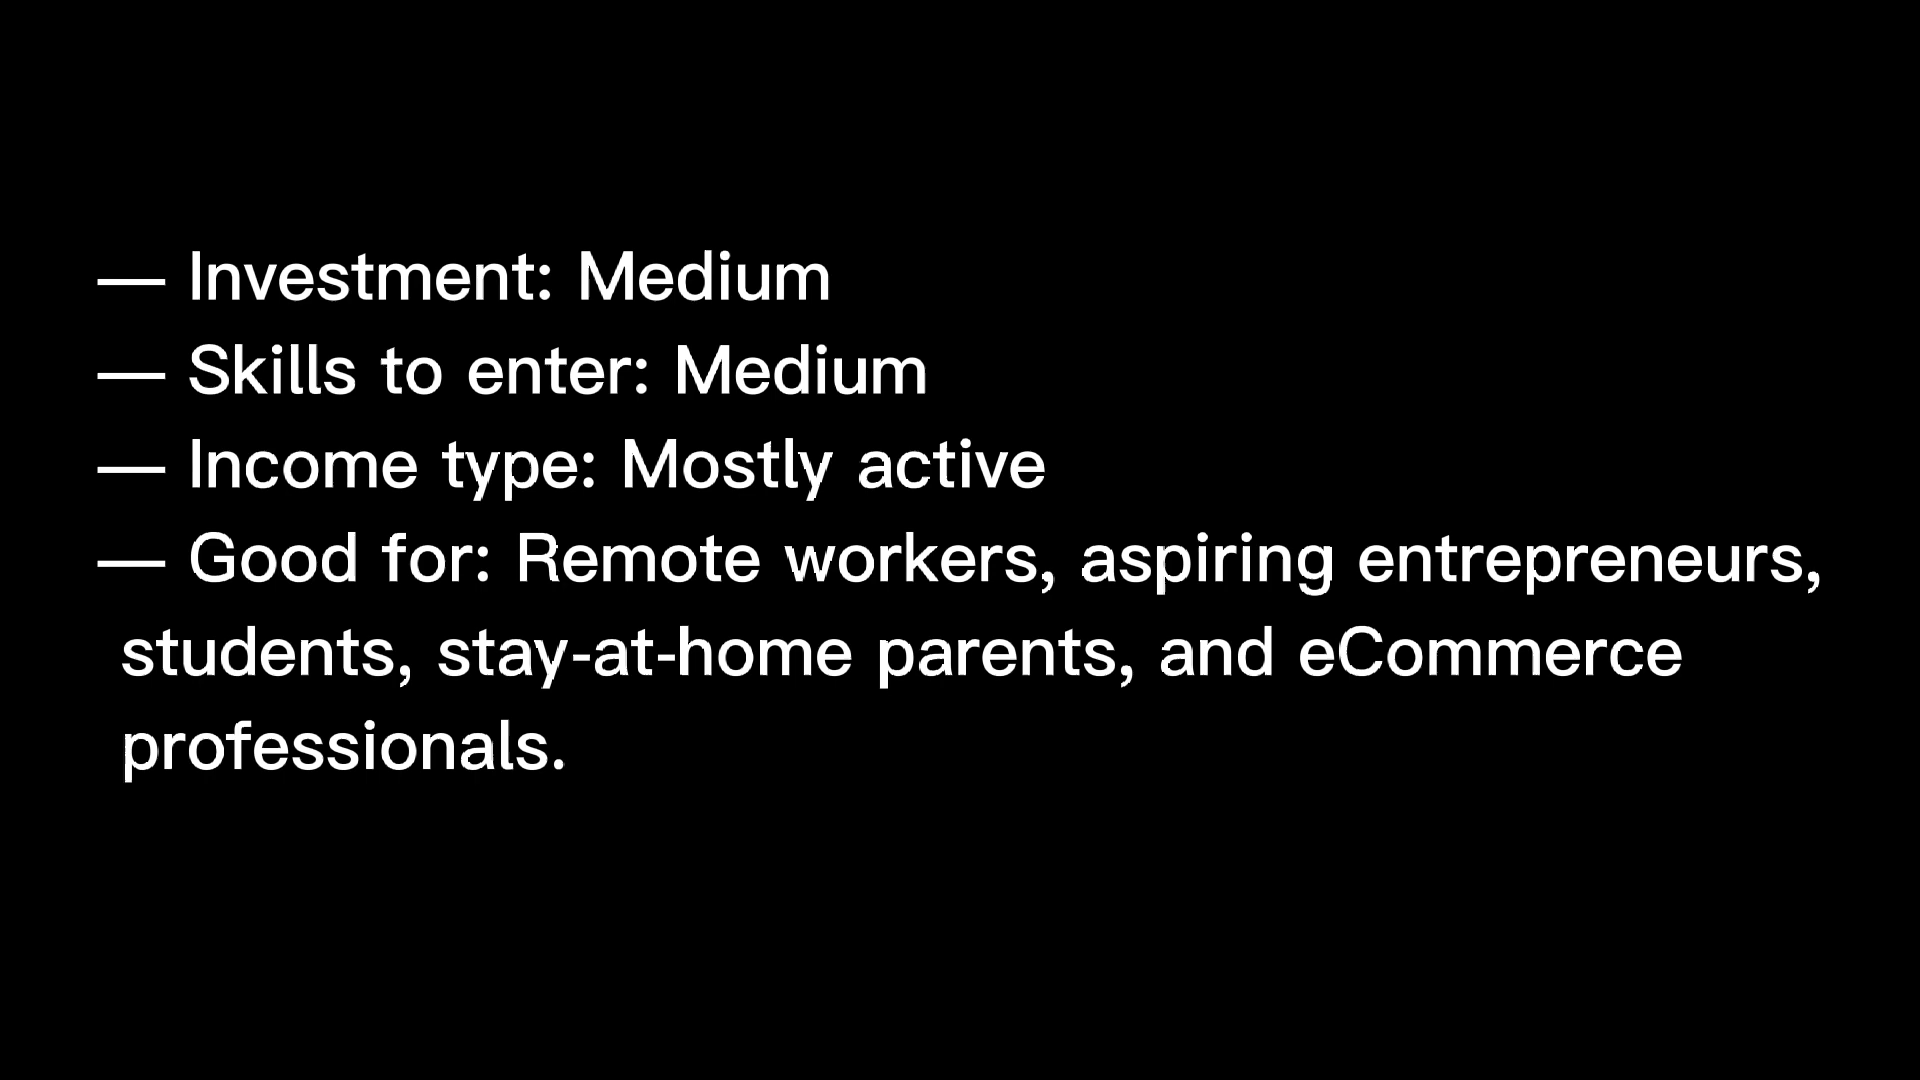 — Investment: Medium
— Skills to enter: Medium
— Income type: Mostly active
— Good for: Remote workers, aspiring entrepreneurs,
students, stay-at-home parents, and eCommerce
professionals.